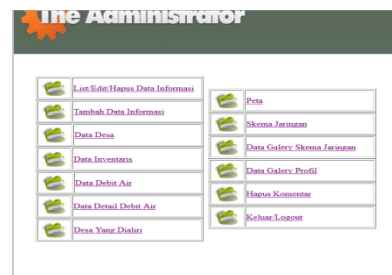 The Administrator
List/Edit/Hapus Data Informasi
Tambah Data Informasi
Data Desa
Data Inventaris
Data Debit Air
Data Detail Debit Air
Desa Yang Dialiri
Peta
Skema Jaringan
Data Galery Skema Jaringan
Data Galery Profil
Hapus Komentar
Keluar/Logout